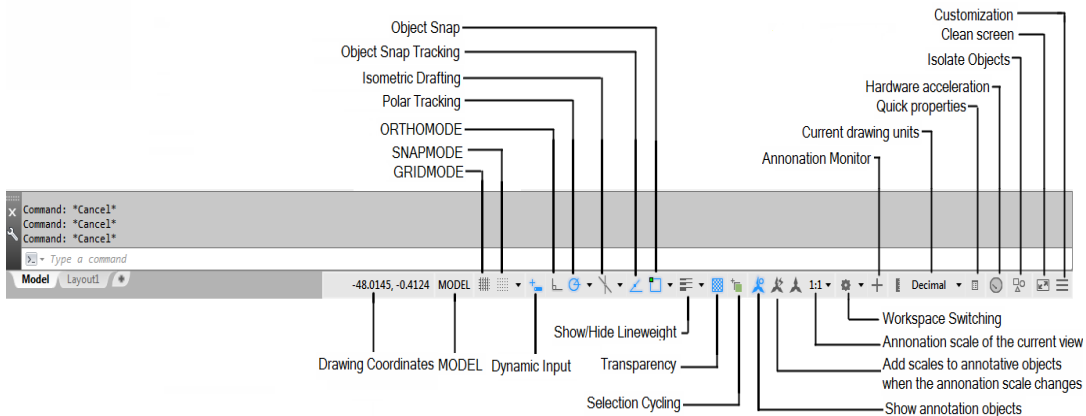 Customization
Object Snap
Clean screen
Object Snap Tracking
Isolate Objects
Isometric Drafting
Hardware acceleration
Polar Tracking
Quick properties
ORTHOMODE
Current drawing units
SNAPMODE
Annonation Monitor
GRIDMODE
Command: *Cancel*
Command: *Cancel*
Command: *Cancel*
Type a command
Model Layout1 +
-48.0145, -0.4124 MODEL 1:1 Decimal
Show/Hide Lineweight
Workspace Switching
Annonation scale of the current view
Drawing Coordinates MODEL Dynamic Input
Transparency
Add scales to annotative objects
when the annonation scale changes
Selection Cycling
Show annotation objects